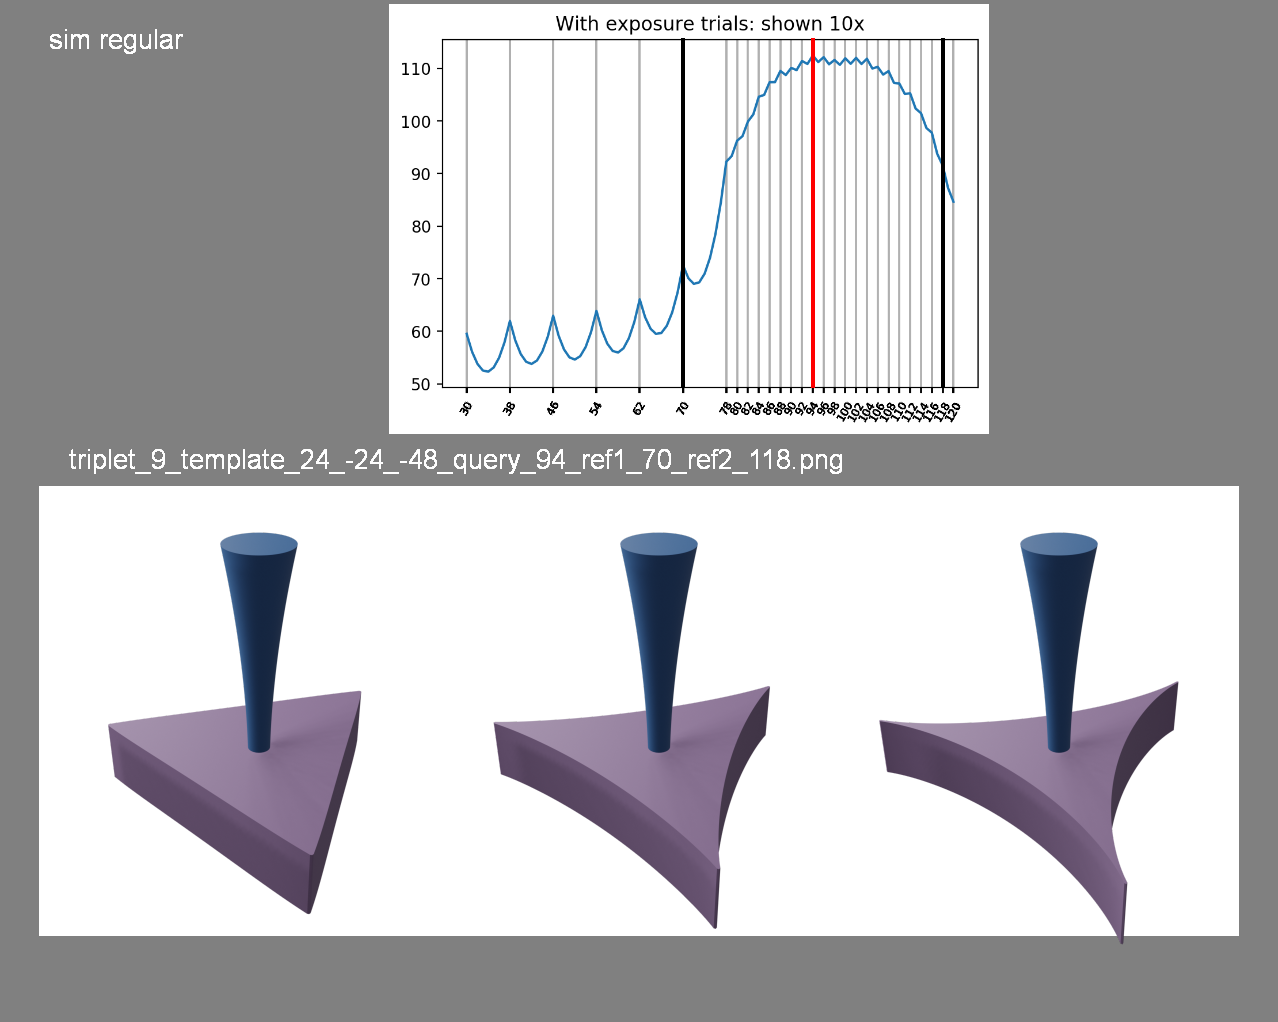 sim regular
With exposure trials: shown 10x
110
100
90
80
70
60
50
30 38 46 54 62 70 78 80 82 84 86 88 90 92 94 96 98 100 102 104 106 108 110 112 114 116 118 120
triplet_9_template_24_-24_-48_query_94_ref1_70_ref2_118.png